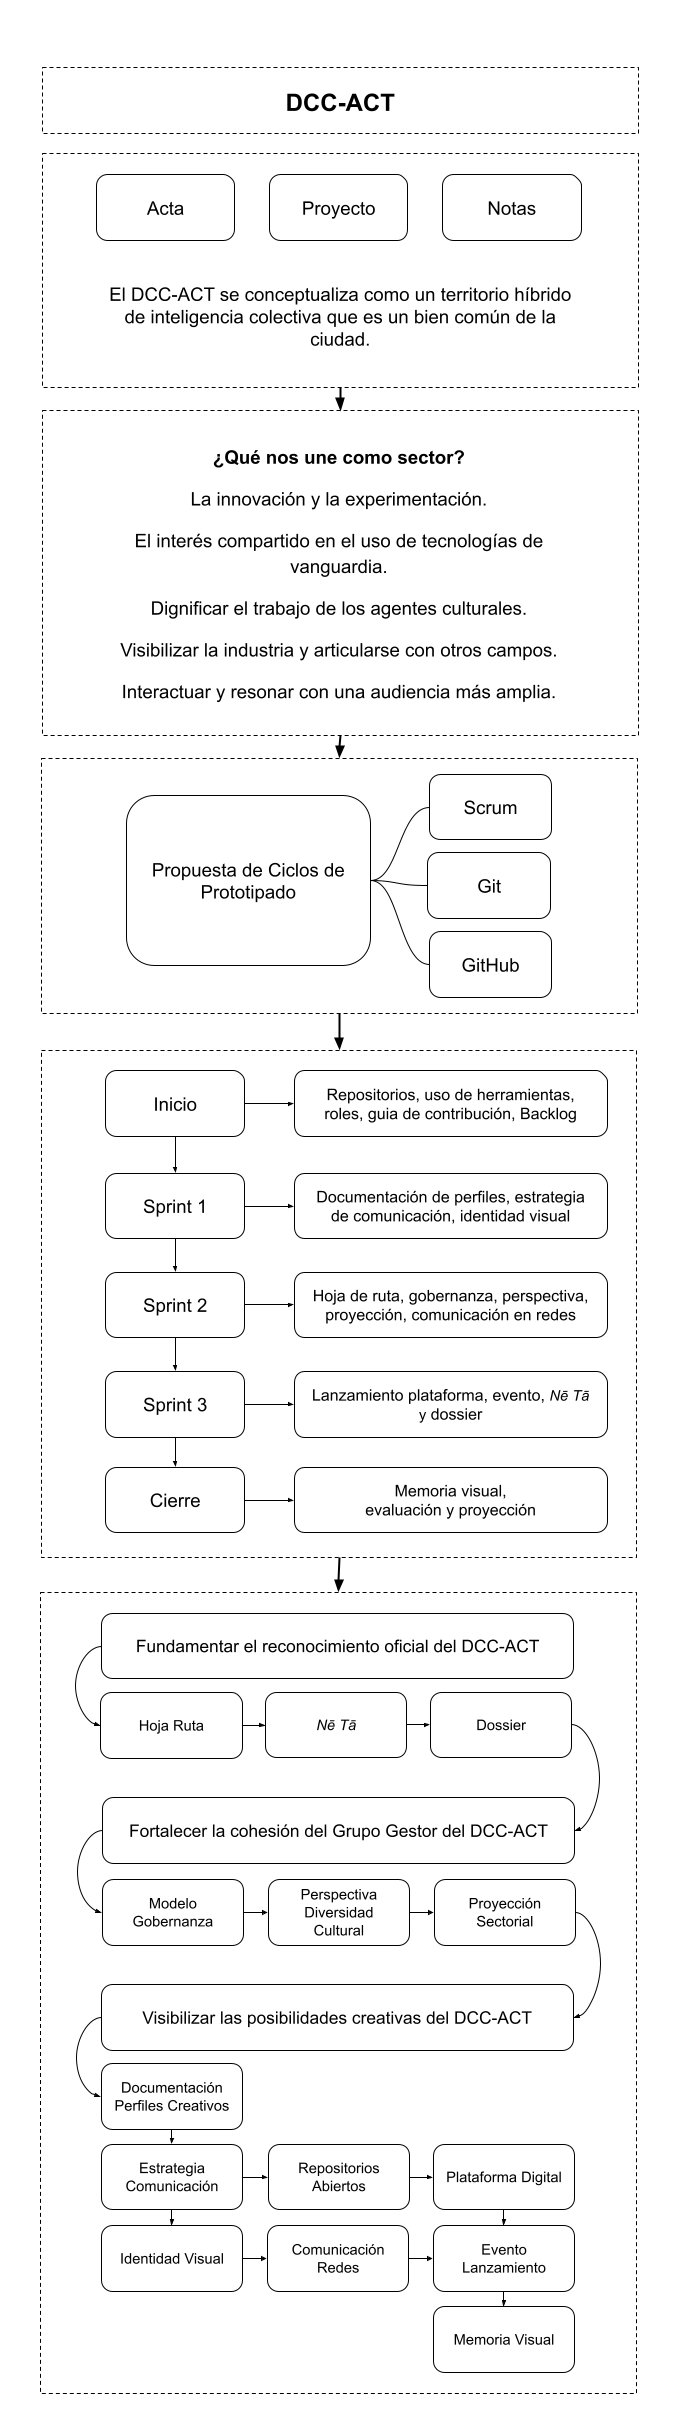 DCC-ACT
Acta
Proyecto
Notas
El DCC-ACT se conceptualiza como un territorio híbrido
de inteligencia colectiva que es un bien común de la
ciudad.
¿Qué nos une como sector?
La innovación y la experimentación.
El interés compartido en el uso de tecnologías de
vanguardia.
Dignificar el trabajo de los agentes culturales.
Visibilizar la industria y articularse con otros campos.
Interactuar y resonar con una audiencia más amplia.
Propuesta de Ciclos de
Prototipado
Scrum
Git
GitHub
Inicio
Repositorios, uso de herramientas,
roles, guia de contribución, Backlog
Sprint 1
Documentación de perfiles, estrategia
de comunicación, identidad visual
Sprint 2
Hoja de ruta, gobernanza, perspectiva,
proyección, comunicación en redes
Sprint 3
Lanzamiento plataforma, evento, Nē Tā
y dossier
Cierre
Memoria visual,
evaluación y proyección
Fundamentar el reconocimiento oficial del DCC-ACT
Hoja Ruta
Nē Tā
Dossier
Fortalecer la cohesión del Grupo Gestor del DCC-ACT
Modelo
Gobernanza
Perspectiva
Diversidad
Cultural
Proyección
Sectorial
Visibilizar las posibilidades creativas del DCC-ACT
Documentación
Perfiles Creativos
Estrategia
Comunicación
Repositorios
Abiertos
Plataforma Digital
Identidad Visual
Comunicación
Redes
Evento
Lanzamiento
Memoria Visual